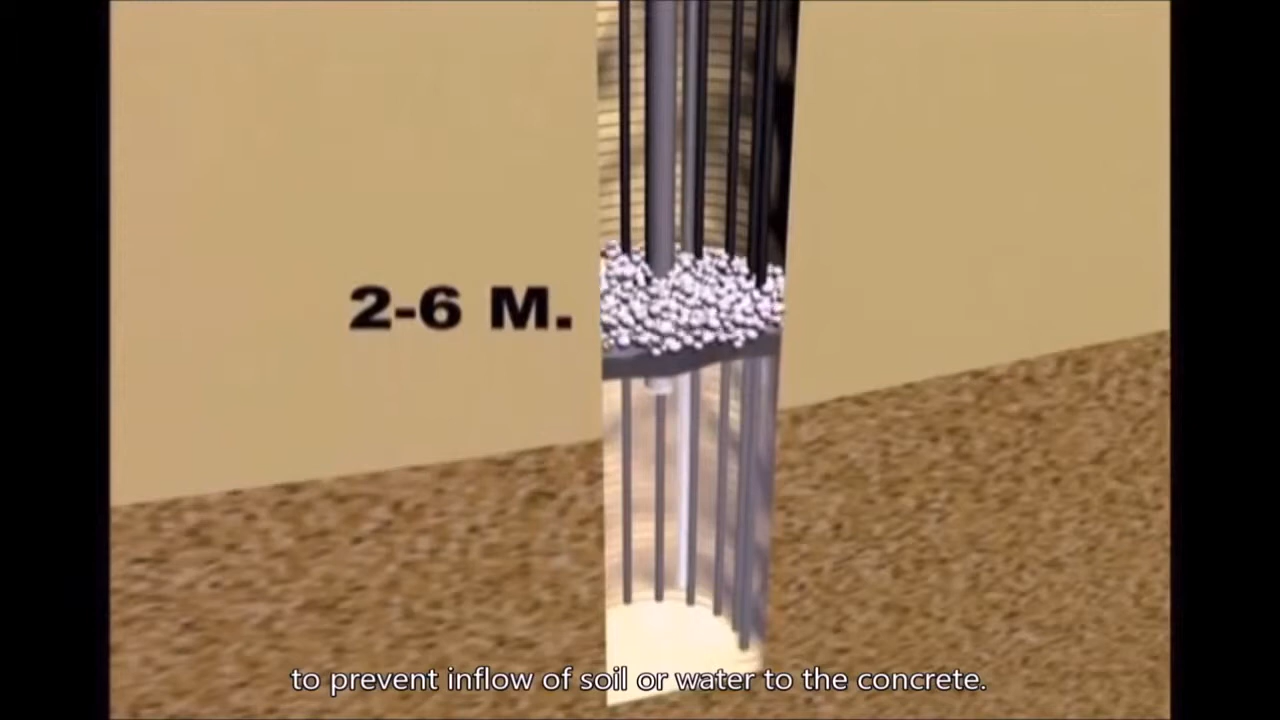 2-6 M.
to prevent inflow of soil or water to the concrete.